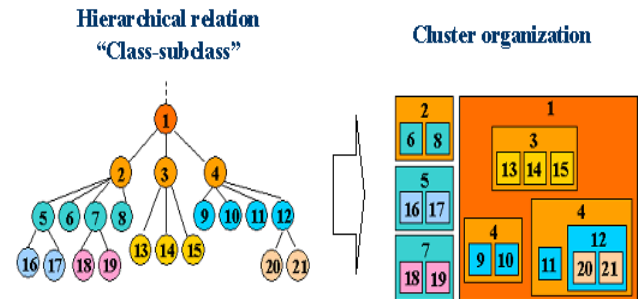 Hierarchical relation
“Class-subclass”
Cluster organization
1
2 3 4
5 6 7 8 9 10 11 12
13 14 15
16 17 18 19 20 21
2
6 8
5
16 17
7
18 19
1
3
13 14 15
4
9 10
4
11
12
20 21